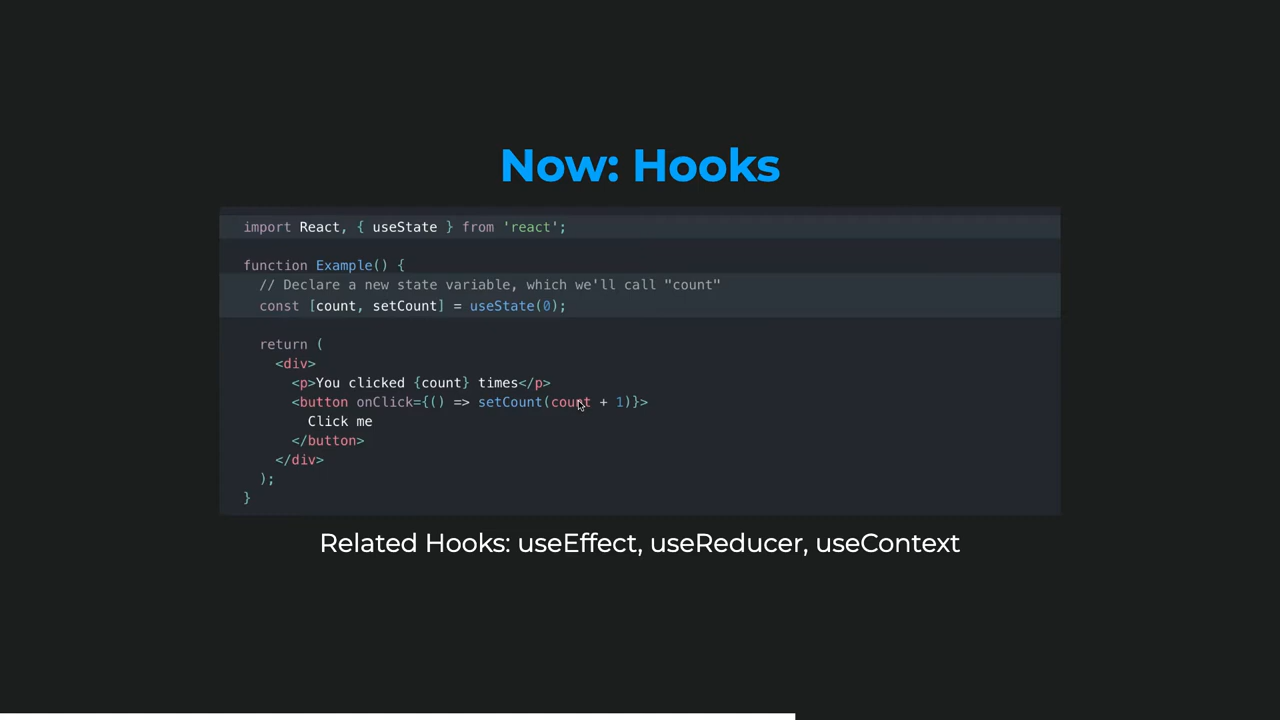 Now: Hooks
import React, { useState } from 'react';
function Example() {
  // Declare a new state variable, which we'll call "count"
  const [count, setCount] = useState(0);
  return (
    <div>
      <p>You clicked {count} times</p>
      <button onClick={() => setCount(count + 1)}>
        Click me
      </button>
    </div>
  );
}
Related Hooks: useEffect, useReducer, useContext